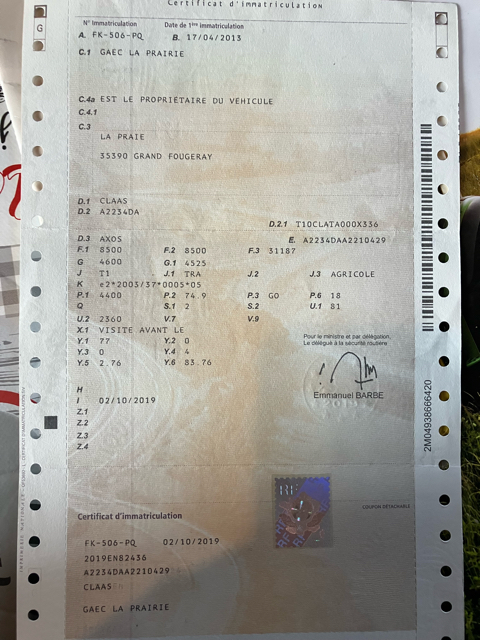 Certificat d'immatriculation
G
N° Immatriculation Date de 1ère immatriculation
A. FK-506-PQ B. 17/04/2013
C.1 GAEC LA PRAIRIE
C.4a EST LE PROPRIÉTAIRE DU VÉHICULE
C.4.1
C.3
LA PRAIE
35390 GRAND FOUGERAY
D.1 CLAAS
D.2 A2234DA
D.2.1 T10CLATA000X336
D.3 AXOS E. A2234DAA2210429
F.1 8500 F.2 8500 F.3 31187
G 4600 G.1 4525
J T1 J.1 TRA J.2 J.3 AGRICOLE
K e2*2003/37*0005*05
P.1 4400 P.2 74.9 P.3 GO P.6 18
Q S.1 2 S.2 U.1 81
U.2 2360 V.7 V.9
X.1 VISITE AVANT LE
Y.1 77 Y.2 0
Y.3 0 Y.4 4
Y.5 2.76 Y.6 83.76
Pour le ministre et par délégation,
Le délégué à la sécurité routière
Emmanuel BARBE
H
I 02/10/2019
Z.1
Z.2
Z.3
Z.4
2M04938666420
COUPON DÉTACHABLE
Certificat d'immatriculation
FK-506-PQ 02/10/2019
2019EN82436
A2234DAA2210429
CLAAS
GAEC LA PRAIRIE